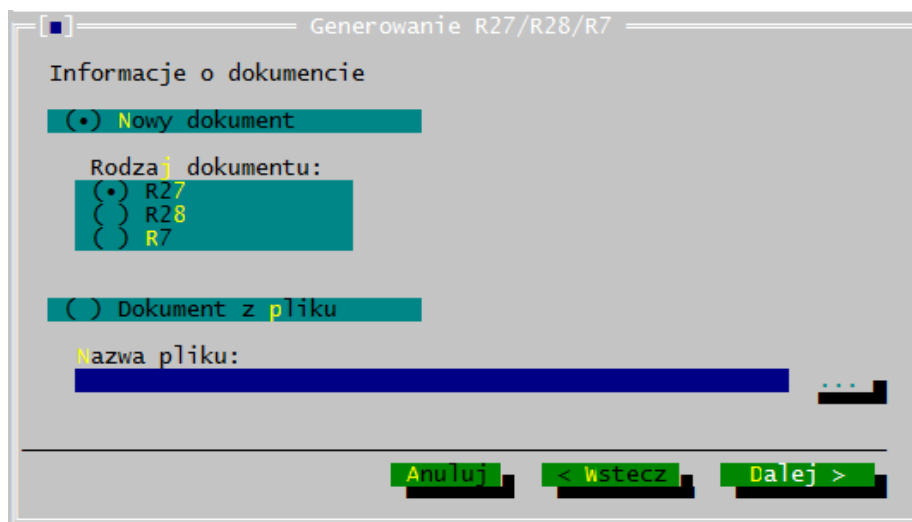 [■] Generowanie R27/R28/R7
Informacje o dokumencie
(•) Nowy dokument
Rodzaj dokumentu:
(•) R27
( ) R28
( ) R7
( ) Dokument z pliku
Nazwa pliku:
...
Anuluj < Wstecz Dalej >